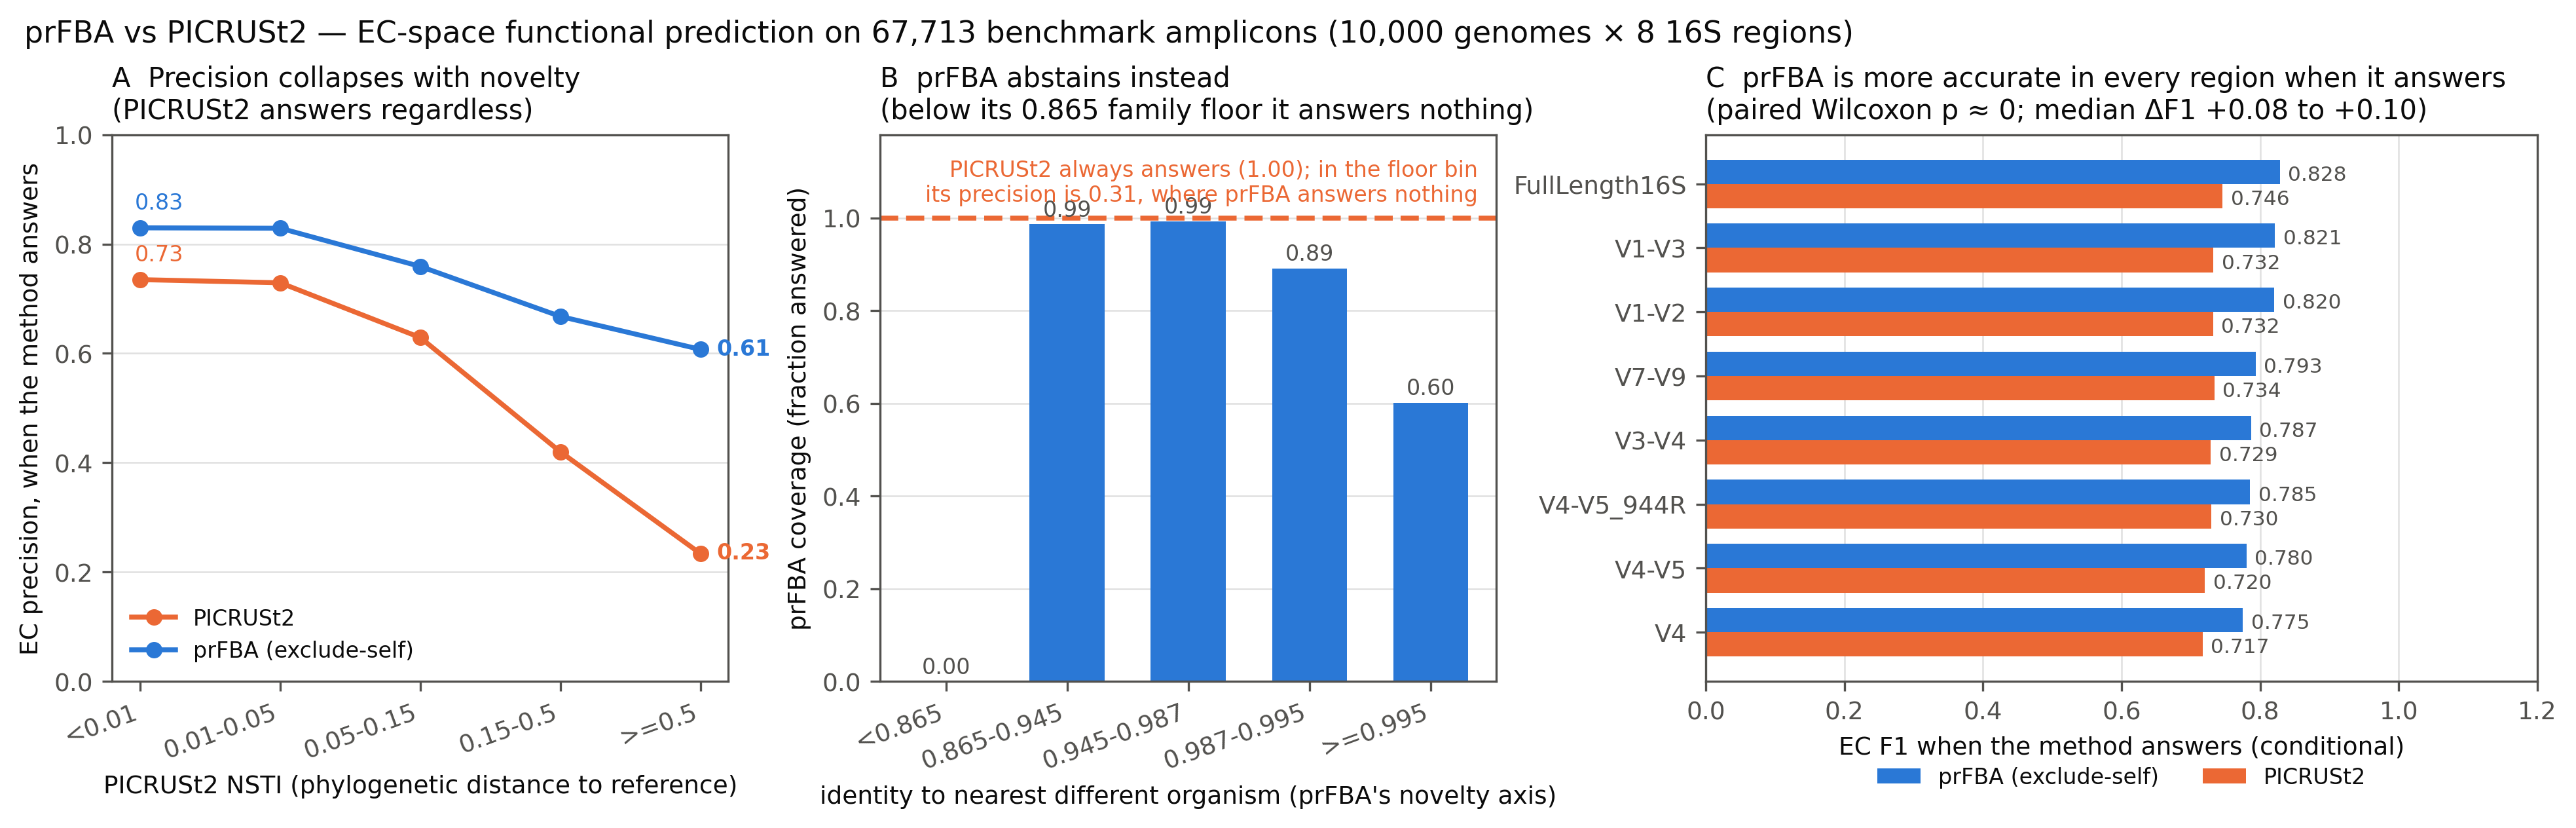 prFBA vs PICRUSt2 — EC-space functional prediction on 67,713 benchmark amplicons (10,000 genomes × 8 16S regions)
A  Precision collapses with novelty
(PICRUSt2 answers regardless)
EC precision, when the method answers
1.0
0.8
0.6
0.4
0.2
0.0
0.83
0.73
0.61
0.23
PICRUSt2
prFBA (exclude-self)
<0.01
0.01-0.05
0.05-0.15
0.15-0.5
>=0.5
PICRUSt2 NSTI (phylogenetic distance to reference)
B  prFBA abstains instead
(below its 0.865 family floor it answers nothing)
prFBA coverage (fraction answered)
PICRUSt2 always answers (1.00); in the floor bin
its precision is 0.31, where prFBA answers nothing
1.0
0.8
0.6
0.4
0.2
0.0
0.00
0.99
0.99
0.89
0.60
<0.865
0.865-0.945
0.945-0.987
0.987-0.995
>=0.995
identity to nearest different organism (prFBA's novelty axis)
C  prFBA is more accurate in every region when it answers
(paired Wilcoxon p ≈ 0; median ΔF1 +0.08 to +0.10)
FullLength16S
0.828
0.746
V1-V3
0.821
0.732
V1-V2
0.820
0.732
V7-V9
0.793
0.734
V3-V4
0.787
0.729
V4-V5_944R
0.785
0.730
V4-V5
0.780
0.720
V4
0.775
0.717
0.0
0.2
0.4
0.6
0.8
1.0
1.2
EC F1 when the method answers (conditional)
prFBA (exclude-self)
PICRUSt2